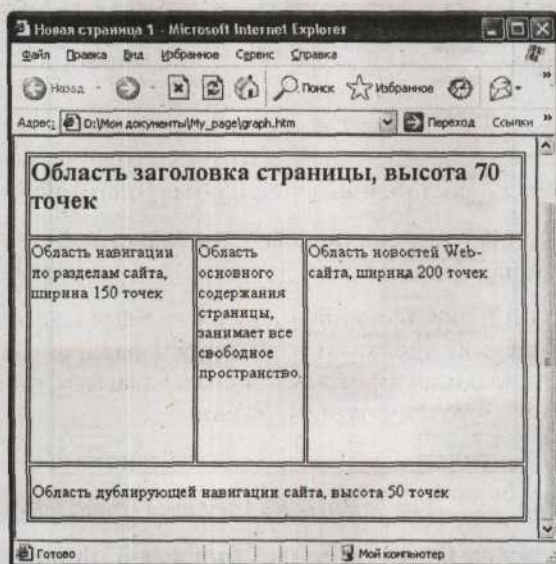 Новая страница 1 - Microsoft Internet Explorer
Файл Правка Вид Избранное Сервис Справка
Назад Поиск Избранное
Адрес: D:\Мои документы\My_page\graph.htm Переход Ссылки
Область заголовка страницы, высота 70
точек
Область навигации
по разделам сайта,
ширина 150 точек
Область
основного
содержания
страницы,
занимает все
свободное
пространство.
Область новостей Web-
сайта, ширина 200 точек
Область дублирующей навигации сайта, высота 50 точек
Готово Мой компьютер